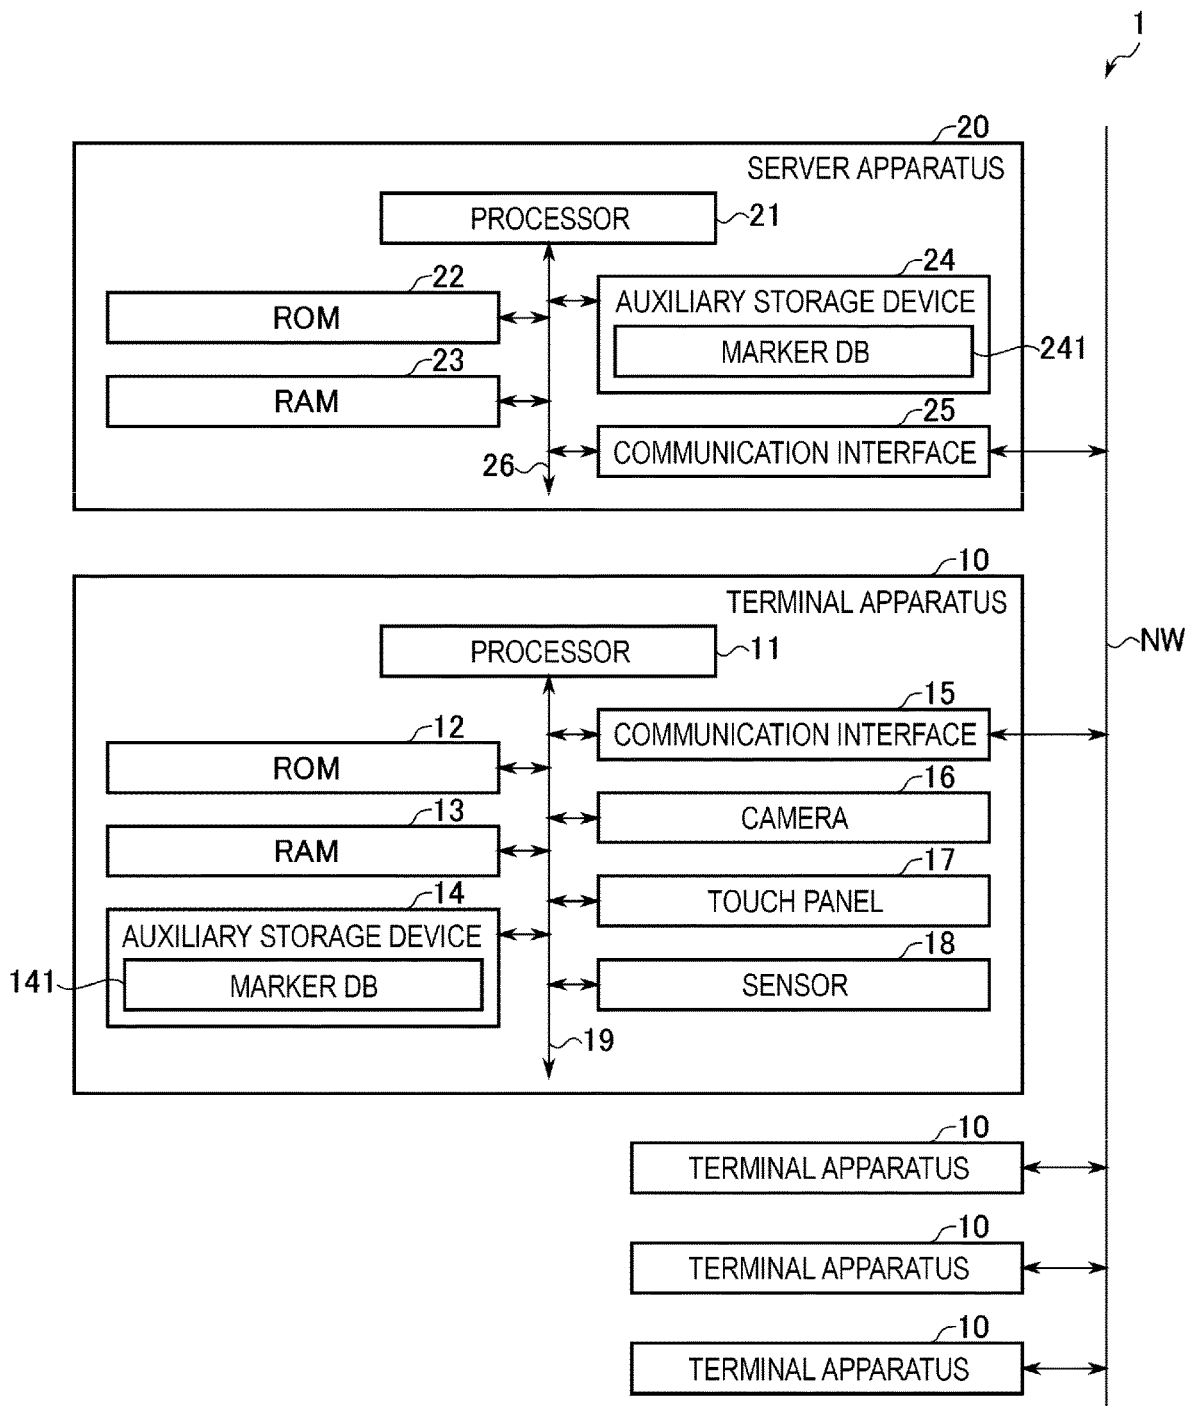 1
20
SERVER APPARATUS
PROCESSOR 21
22
ROM
24
AUXILIARY STORAGE DEVICE
MARKER DB 241
23
RAM
25
COMMUNICATION INTERFACE
26
10
TERMINAL APPARATUS
NW
PROCESSOR 11
15
COMMUNICATION INTERFACE
12
ROM
16
CAMERA
13
RAM
17
TOUCH PANEL
14
AUXILIARY STORAGE DEVICE
141 MARKER DB
18
SENSOR
19
10
TERMINAL APPARATUS
10
TERMINAL APPARATUS
10
TERMINAL APPARATUS